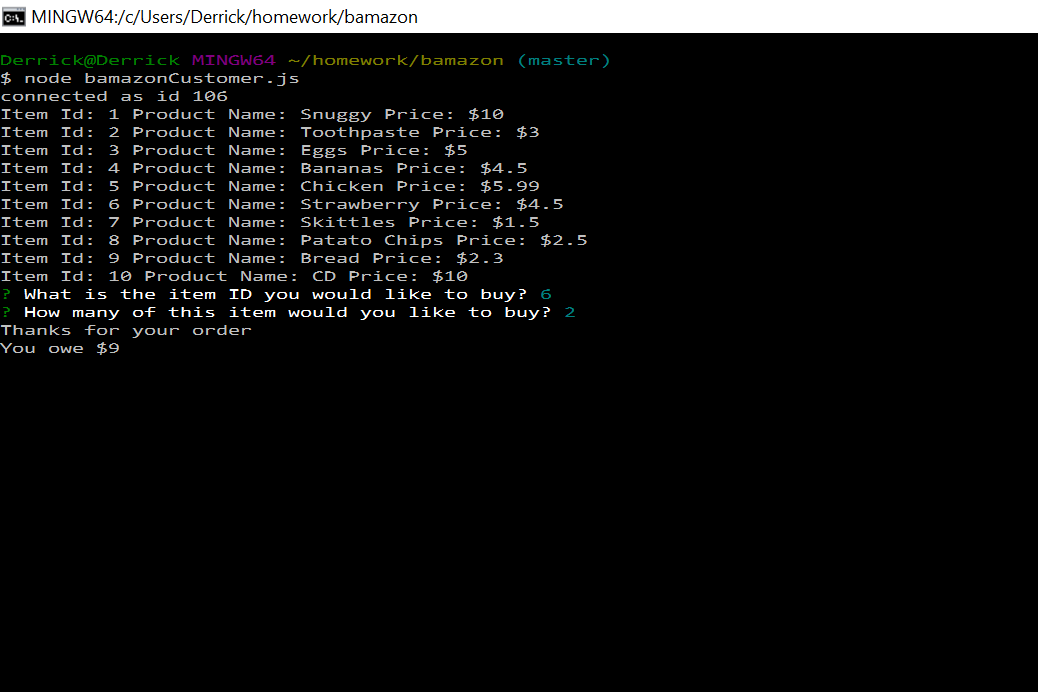 MINGW64:/c/Users/Derrick/homework/bamazon
Derrick@Derrick MINGW64 ~/homework/bamazon (master)
$ node bamazonCustomer.js
connected as id 106
Item Id: 1 Product Name: Snuggy Price: $10
Item Id: 2 Product Name: Toothpaste Price: $3
Item Id: 3 Product Name: Eggs Price: $5
Item Id: 4 Product Name: Bananas Price: $4.5
Item Id: 5 Product Name: Chicken Price: $5.99
Item Id: 6 Product Name: Strawberry Price: $4.5
Item Id: 7 Product Name: Skittles Price: $1.5
Item Id: 8 Product Name: Patato Chips Price: $2.5
Item Id: 9 Product Name: Bread Price: $2.3
Item Id: 10 Product Name: CD Price: $10
? What is the item ID you would like to buy? 6
? How many of this item would you like to buy? 2
Thanks for your order
You owe $9